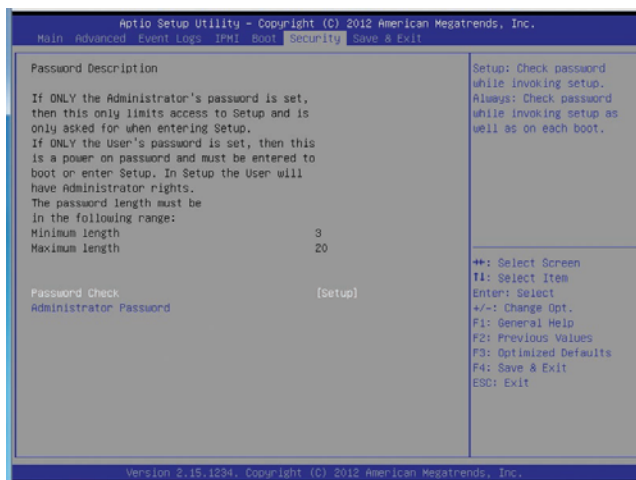 Aptio Setup Utility - Copyright (C) 2012 American Megatrends, Inc.
Main Advanced Event Logs IPMI Boot Security Save & Exit
Password Description
If ONLY the Administrator's password is set,
then this only limits access to Setup and is
only asked for when entering Setup.
If ONLY the User's password is set, then this
is a power on password and must be entered to
boot or enter Setup. In Setup the User will
have Administrator rights.
The password length must be
in the following range:
Minimum length 3
Maximum length 20
Password Check [Setup]
Administrator Password
Setup: Check password
while invoking setup.
Always: Check password
while invoking setup as
well as on each boot.
→←: Select Screen
↑↓: Select Item
Enter: Select
+/-: Change Opt.
F1: General Help
F2: Previous Values
F3: Optimized Defaults
F4: Save & Exit
ESC: Exit
Version 2.15.1234. Copyright (C) 2012 American Megatrends, Inc.